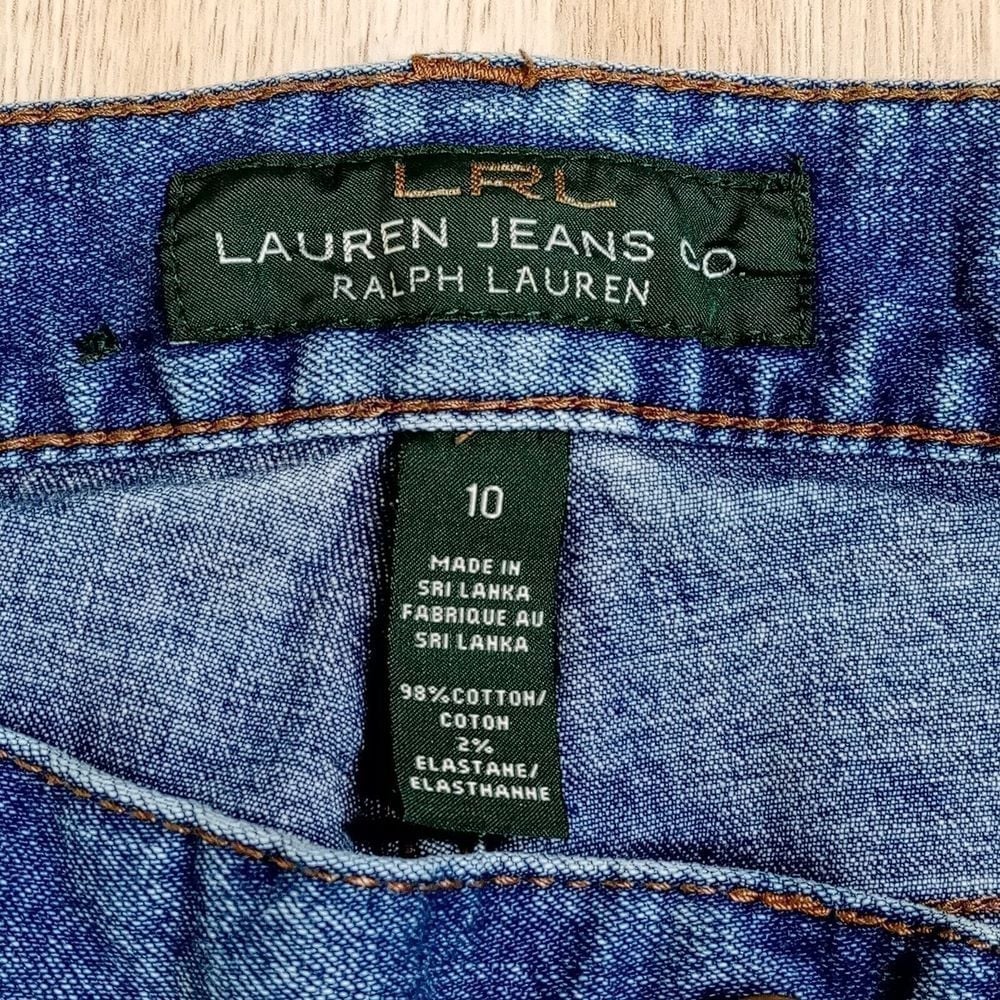 LRL
LAUREN JEANS CO.
RALPH LAUREN
10
MADE IN
SRI LANKA
FABRIQUE AU
SRI LANKA
98%COTTON/
COTON
2%
ELASTANE/
ELASTHANNE